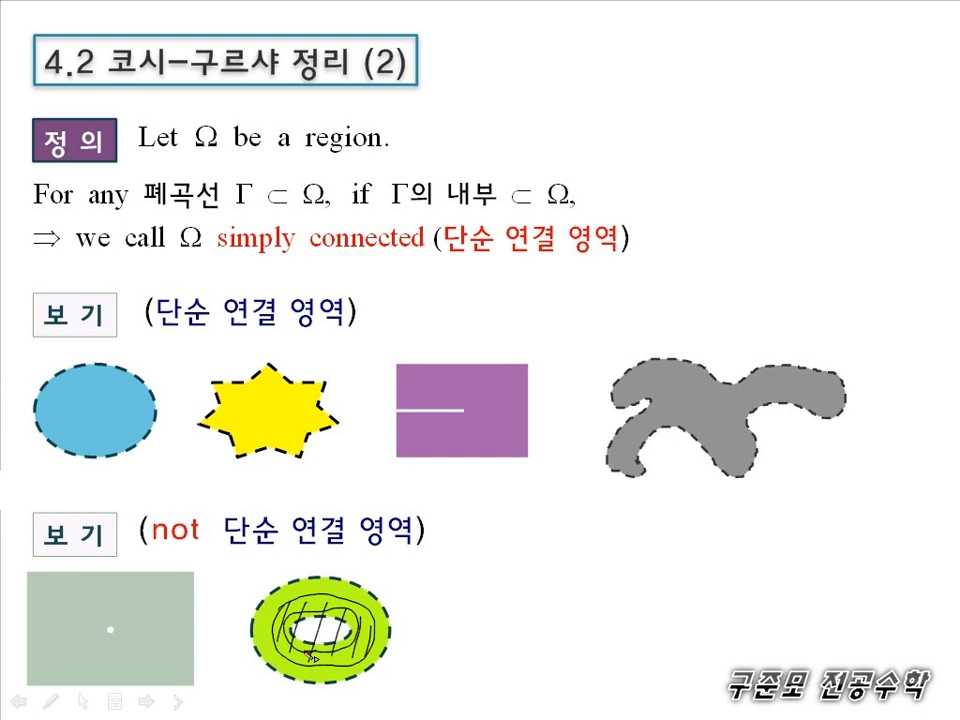 4.2 코시-구르샤 정리 (2)
정 의 Let Ω be a region.
For any 폐곡선 Γ ⊂ Ω, if Γ의 내부 ⊂ Ω,
⇒ we call Ω simply connected (단순 연결 영역)
보 기 (단순 연결 영역)
보 기 (not 단순 연결 영역)
구준모 전공수학